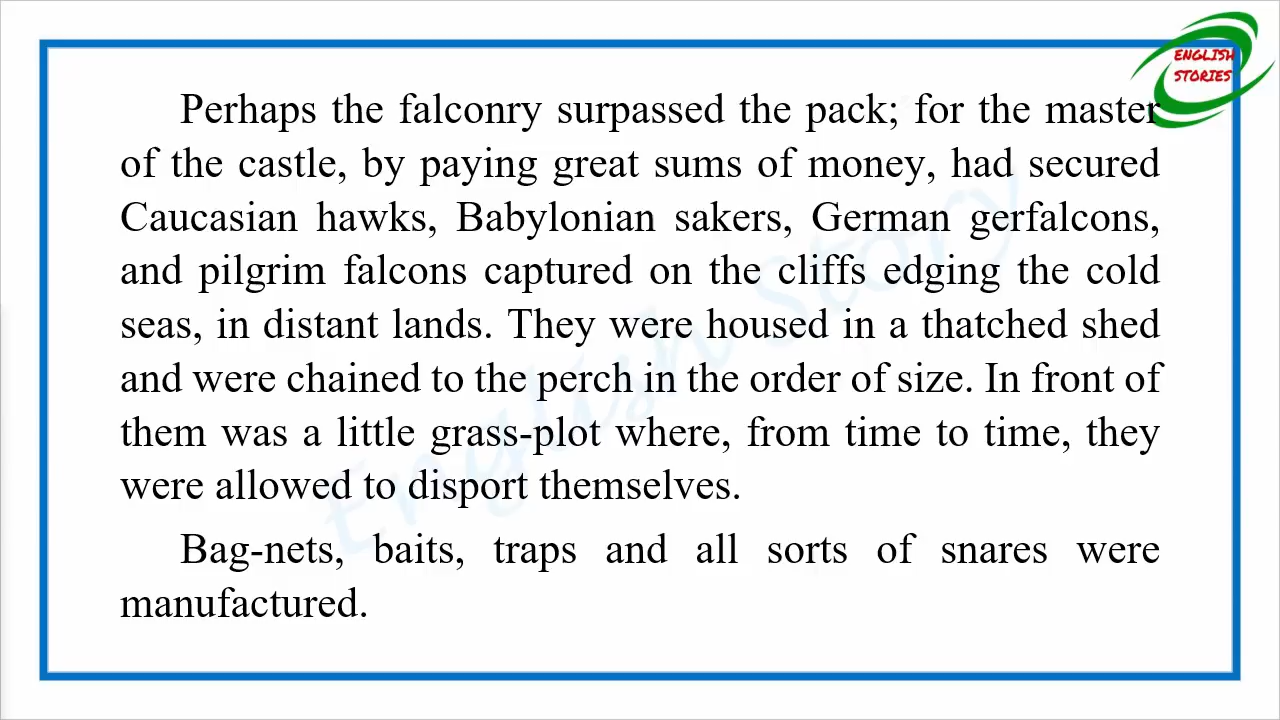 ENGLISH
STORIES
Perhaps the falconry surpassed the pack; for the master
of the castle, by paying great sums of money, had secured
Caucasian hawks, Babylonian sakers, German gerfalcons,
and pilgrim falcons captured on the cliffs edging the cold
seas, in distant lands. They were housed in a thatched shed
and were chained to the perch in the order of size. In front of
them was a little grass-plot where, from time to time, they
were allowed to disport themselves.
Bag-nets, baits, traps and all sorts of snares were
manufactured.
English Story